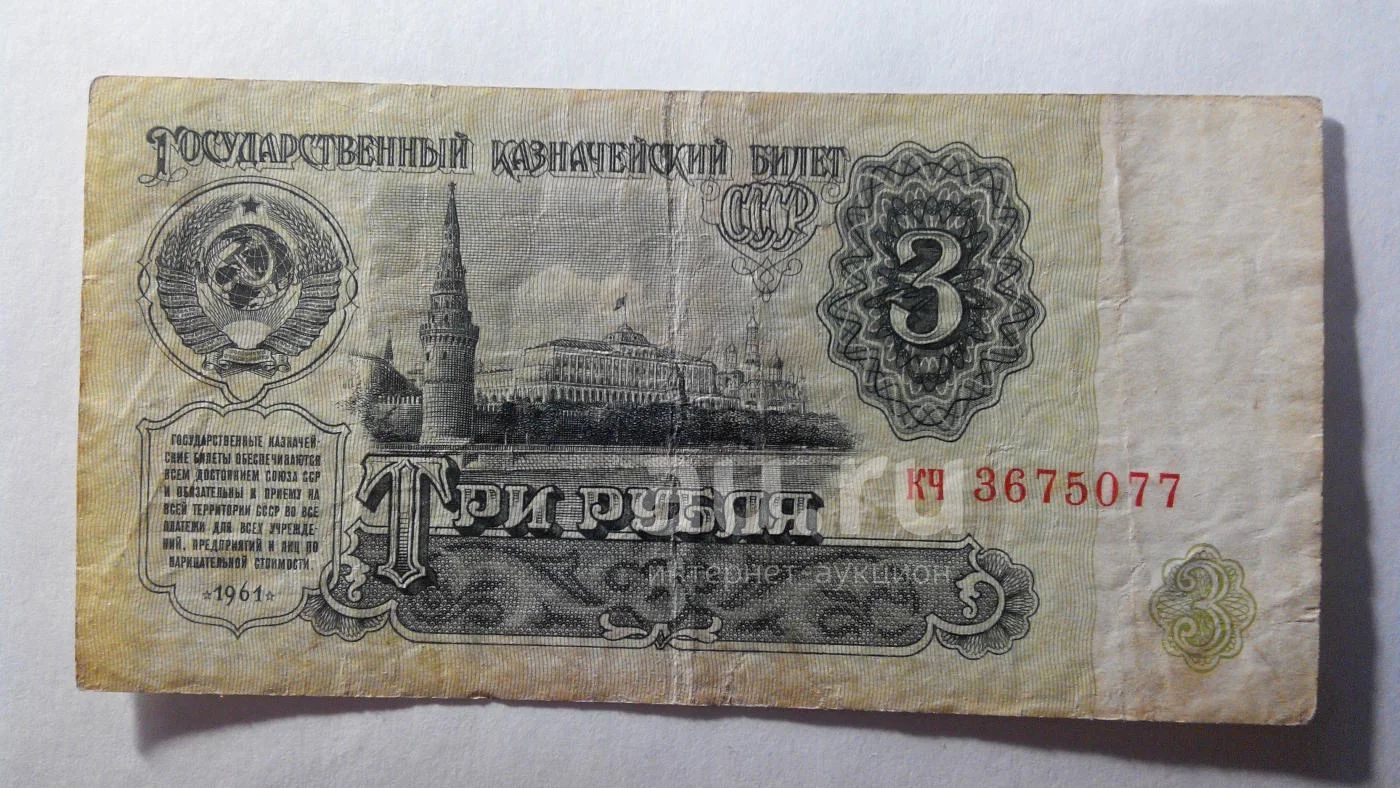 ГОСУДАРСТВЕННЫЙ КАЗНАЧЕЙСКИЙ БИЛЕТ
СССР
3
ГОСУДАРСТВЕННЫЕ КАЗНАЧЕЙ-
СКИЕ БИЛЕТЫ ОБЕСПЕЧИВАЮТСЯ
ВСЕМ ДОСТОЯНИЕМ СОЮЗА ССР
И ОБЯЗАТЕЛЬНЫ К ПРИЕМУ НА
ВСЕЙ ТЕРРИТОРИИ СССР ВО ВСЕ
ПЛАТЕЖИ ДЛЯ ВСЕХ УЧРЕЖДЕ-
НИЙ, ПРЕДПРИЯТИЙ И ЛИЦ ПО
НАРИЦАТЕЛЬНОЙ СТОИМОСТИ.
★1961★
ТРИ РУБЛЯ
кч 3675077
3
au.ru
интернет-аукцион